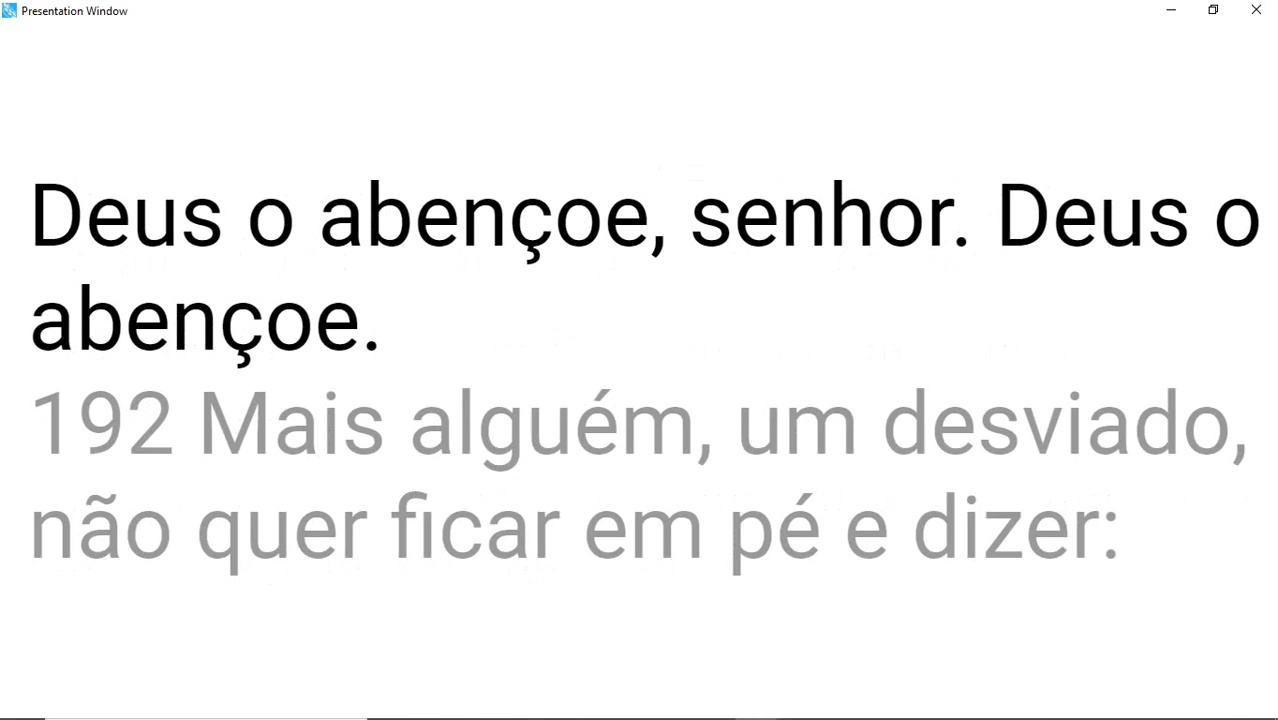 Presentation Window
Deus o abençoe, senhor. Deus o
abençoe.
192 Mais alguém, um desviado,
não quer ficar em pé e dizer: